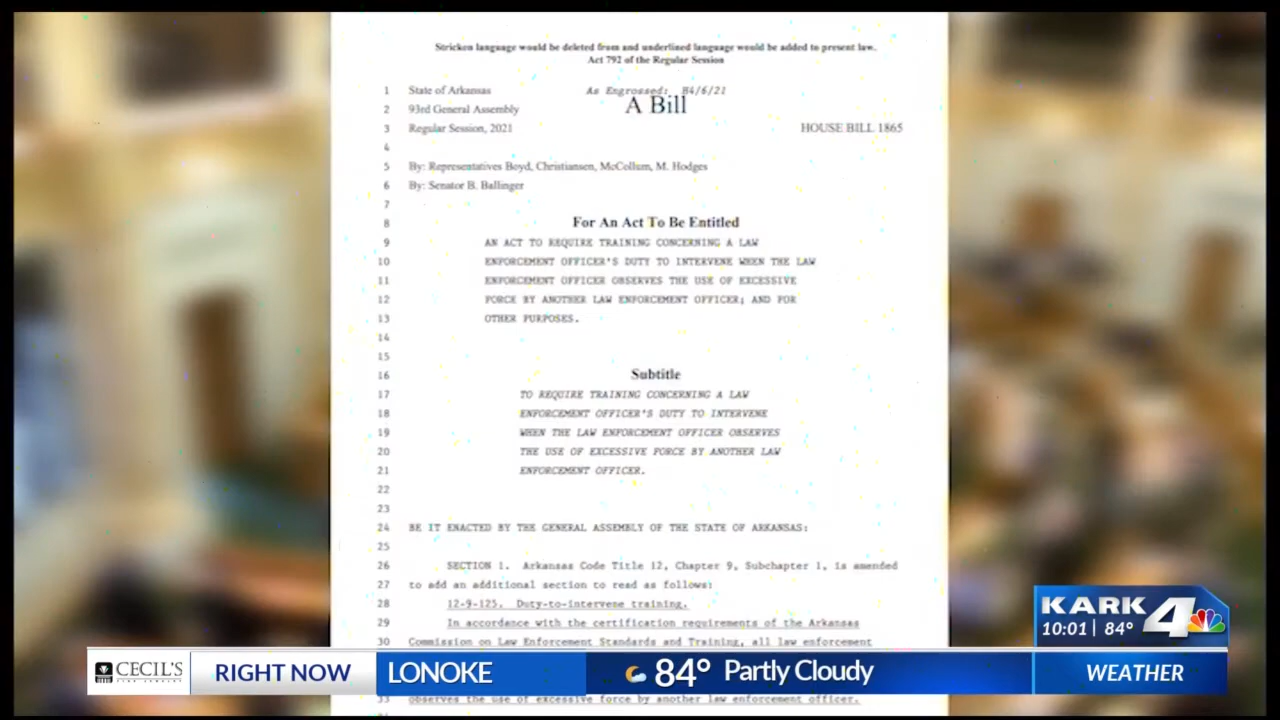 Stricken language would be deleted from and underlined language would be added to present law.
Act 792 of the Regular Session
1 State of Arkansas As Engrossed: H4/6/21
2 93rd General Assembly A Bill
3 Regular Session, 2021 HOUSE BILL 1865
4
5 By: Representatives Boyd, Christiansen, McCollum, M. Hodges
6 By: Senator B. Ballinger
7
8 For An Act To Be Entitled
9 AN ACT TO REQUIRE TRAINING CONCERNING A LAW
10 ENFORCEMENT OFFICER'S DUTY TO INTERVENE WHEN THE LAW
11 ENFORCEMENT OFFICER OBSERVES THE USE OF EXCESSIVE
12 FORCE BY ANOTHER LAW ENFORCEMENT OFFICER; AND FOR
13 OTHER PURPOSES.
14
15
16 Subtitle
17 TO REQUIRE TRAINING CONCERNING A LAW
18 ENFORCEMENT OFFICER'S DUTY TO INTERVENE
19 WHEN THE LAW ENFORCEMENT OFFICER OBSERVES
20 THE USE OF EXCESSIVE FORCE BY ANOTHER LAW
21 ENFORCEMENT OFFICER.
22
23
24 BE IT ENACTED BY THE GENERAL ASSEMBLY OF THE STATE OF ARKANSAS:
25
26 SECTION 1. Arkansas Code Title 12, Chapter 9, Subchapter 1, is amended
27 to add an additional section to read as follows:
28 12-9-125. Duty-to-intervene training.
29 In accordance with the certification requirements of the Arkansas
30 Commission on Law Enforcement Standards and Training, all law enforcement
33 observes the use of excessive force by another law enforcement officer.
KARK 4
10:01 | 84°
CECIL'S
RIGHT NOW LONOKE 84° Partly Cloudy WEATHER